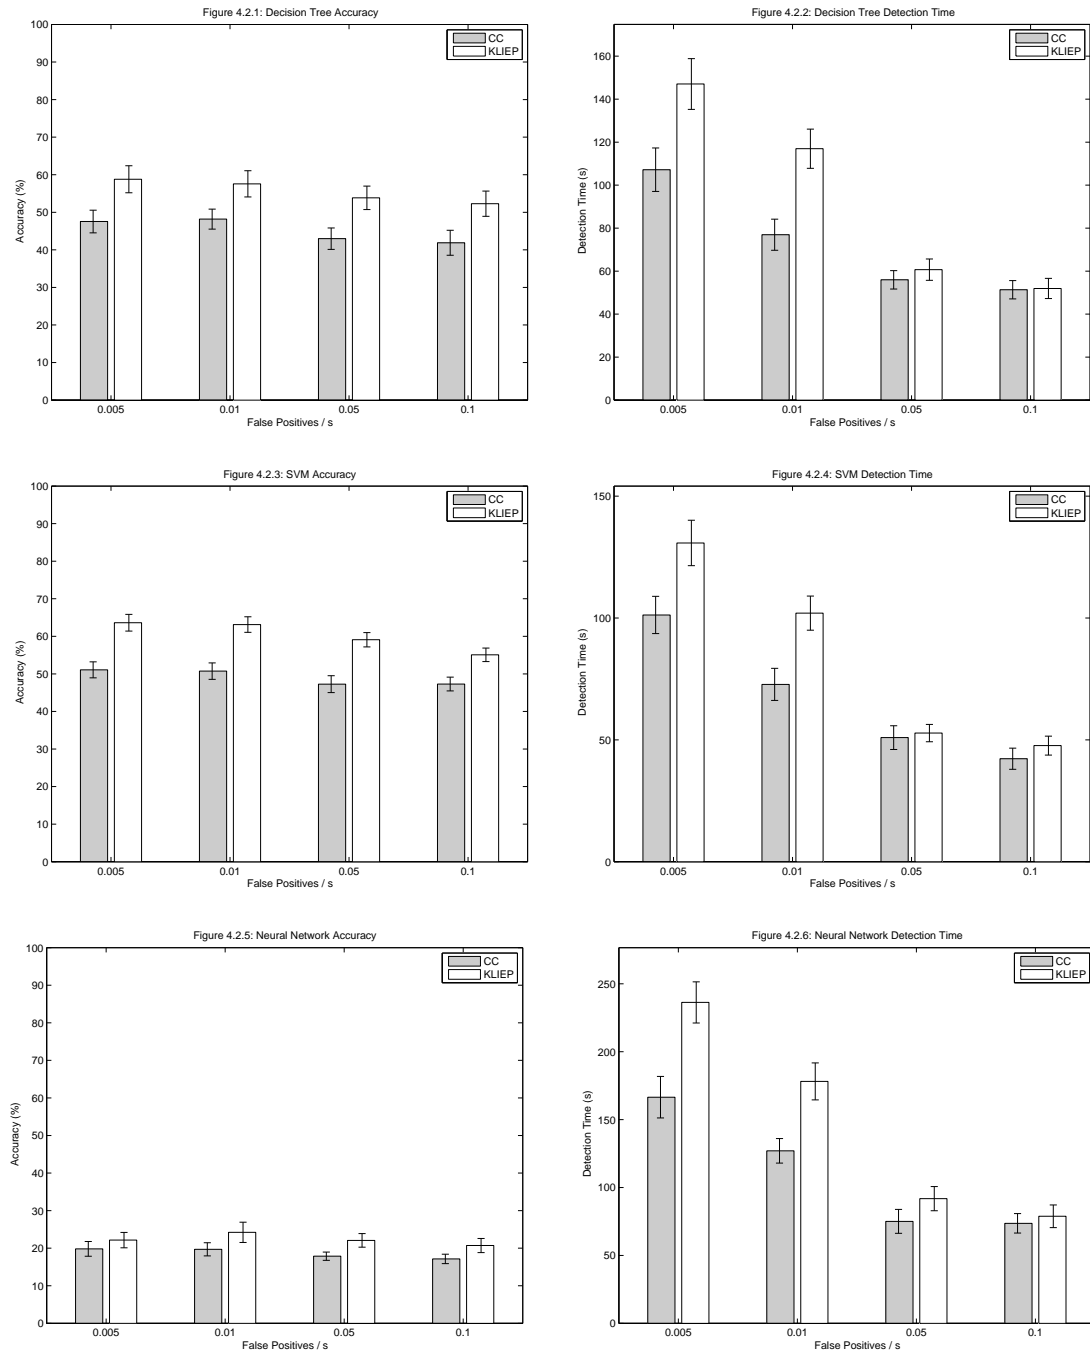 Figure 4.2.1: Decision Tree Accuracy
100
90
80
70
60
50
40
30
20
10
0
Accuracy (%)
CC
KLIEP
0.005 0.01 0.05 0.1
False Positives / s
Figure 4.2.2: Decision Tree Detection Time
160
140
120
100
80
60
40
20
0
Detection Time (s)
CC
KLIEP
0.005 0.01 0.05 0.1
False Positives / s
Figure 4.2.3: SVM Accuracy
100
90
80
70
60
50
40
30
20
10
0
Accuracy (%)
CC
KLIEP
0.005 0.01 0.05 0.1
False Positives / s
Figure 4.2.4: SVM Detection Time
150
100
50
0
Detection Time (s)
CC
KLIEP
0.005 0.01 0.05 0.1
False Positives / s
Figure 4.2.5: Neural Network Accuracy
100
90
80
70
60
50
40
30
20
10
0
Accuracy (%)
CC
KLIEP
0.005 0.01 0.05 0.1
False Positives / s
Figure 4.2.6: Neural Network Detection Time
250
200
150
100
50
0
Detection Time (s)
CC
KLIEP
0.005 0.01 0.05 0.1
False Positives / s